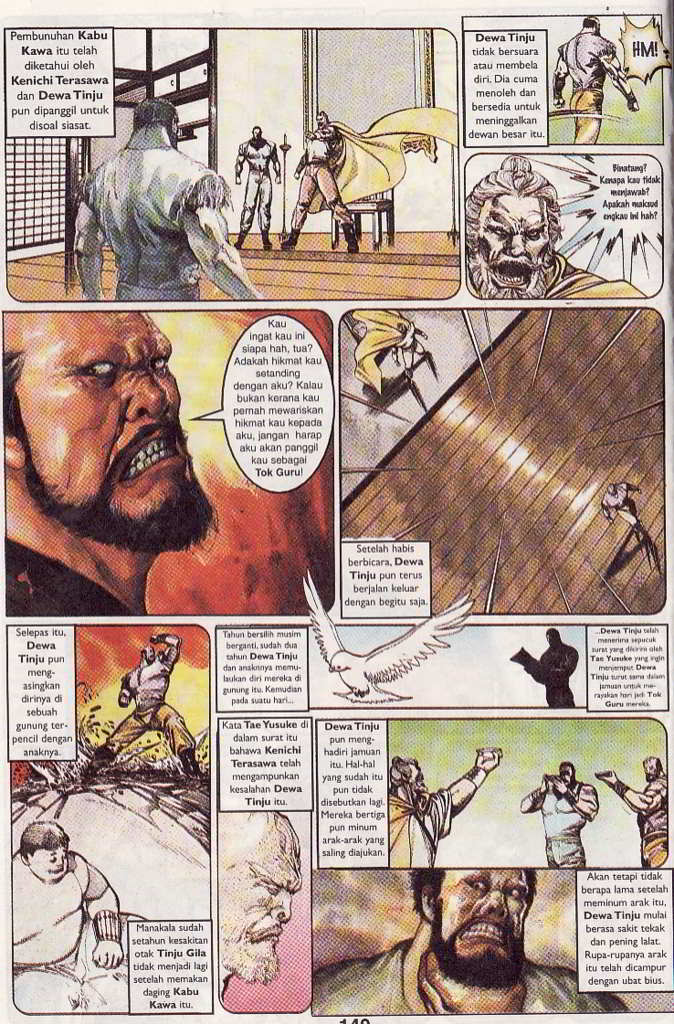 Pembunuhan Kabu
Kawa itu telah
diketahui oleh
Kenichi Terasawa
dan Dewa Tinju
pun dipanggil untuk
disoal siasat.
Dewa Tinju
tidak bersuara
atau membela
diri. Dia cuma
menoleh dan
bersedia untuk
meninggalkan
dewan besar itu.
HM!
Binatang?
Kenapa kau tidak
menjawab?
Apakah maksud
engkau ini hah?
Kau
ingat kau ini
siapa hah, tua?
Adakah hikmat kau
setanding
dengan aku? Kalau
bukan kerana kau
pernah mewariskan
hikmat kau kepada
aku, jangan harap
aku akan panggil
kau sebagai
Tok Guru!
Setelah habis
berbicara, Dewa
Tinju pun terus
berjalan keluar
dengan begitu saja.
Selepas itu,
Dewa
Tinju pun
meng-
asingkan
dirinya di
sebuah
gunung ter-
pencil dengan
anaknya.
Tahun bersilih musim
berganti, sudah dua
tahun Dewa Tinju
dan anaknya memu-
laukan diri mereka di
gunung itu. Kemudian
pada suatu hari...
...Dewa Tinju telah
menerima sepucuk
surat yang dikirini oleh
Tae Yusuke yang ingin
menjemput Dewa
Tinju turut sama dalam
jamuan untuk me-
rayakan hari jadi Tok
Guru mereka.
Kata Tae Yusuke di
dalam surat itu
bahawa Kenichi
Terasawa telah
mengampunkan
kesalahan Dewa
Tinju itu.
Dewa Tinju
pun meng-
hadiri jamuan
itu. Hal-hal
yang sudah itu
pun tidak
disebutkan lagi.
Mereka bertiga
pun minum
arak-arak yang
saling diajukan.
Manakala sudah
setahun kesakitan
otak Tinju Gila
tidak menjadi lagi
setelah memakan
daging Kabu
Kawa itu.
Akan tetapi tidak
berapa lama setelah
meminum arak itu,
Dewa Tinju mulai
berasa sakit tekak
dan pening lalat.
Rupa-rupanya arak
itu telah dicampur
dengan ubat bius.
149